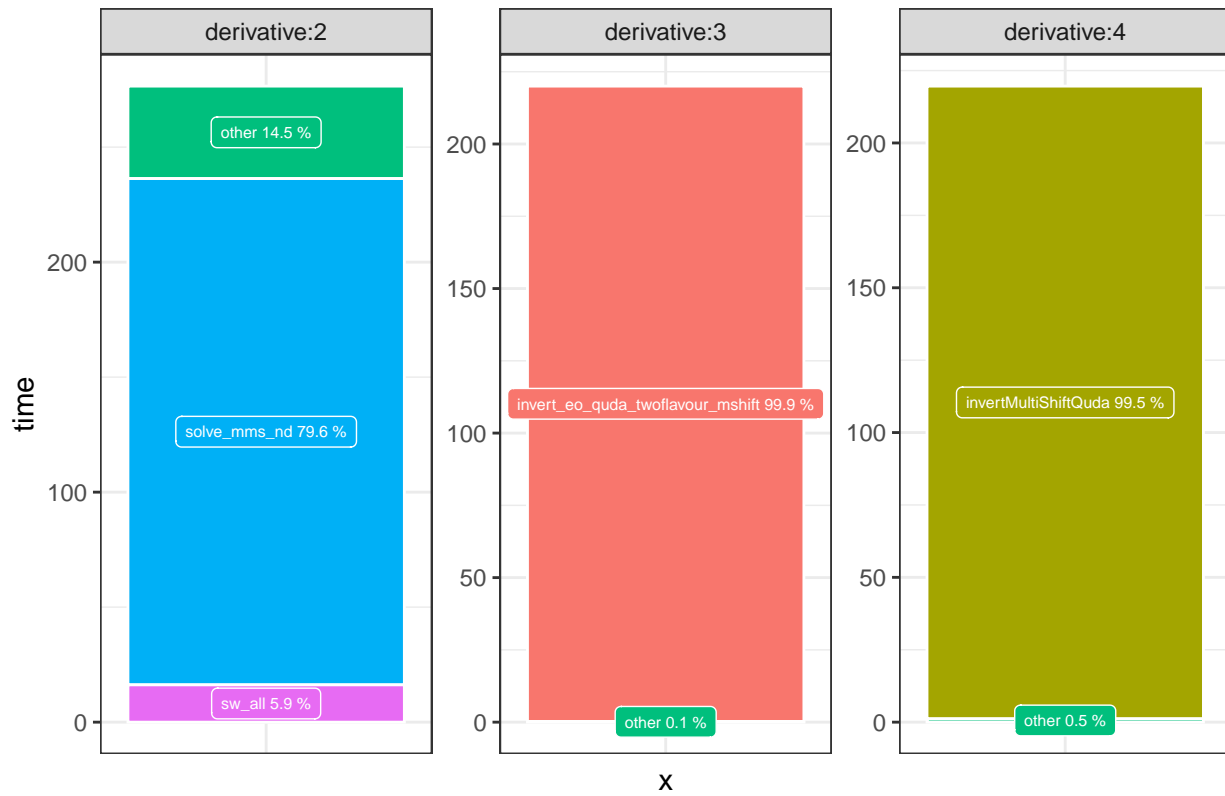 derivative:2
derivative:3
derivative:4
time
200
100
0
other 14.5 %
solve_mms_nd 79.6 %
sw_all 5.9 %
200
150
100
50
0
invert_eo_quda_twoflavour_mshift 99.9 %
other 0.1 %
200
150
100
50
0
invertMultiShiftQuda 99.5 %
other 0.5 %
x